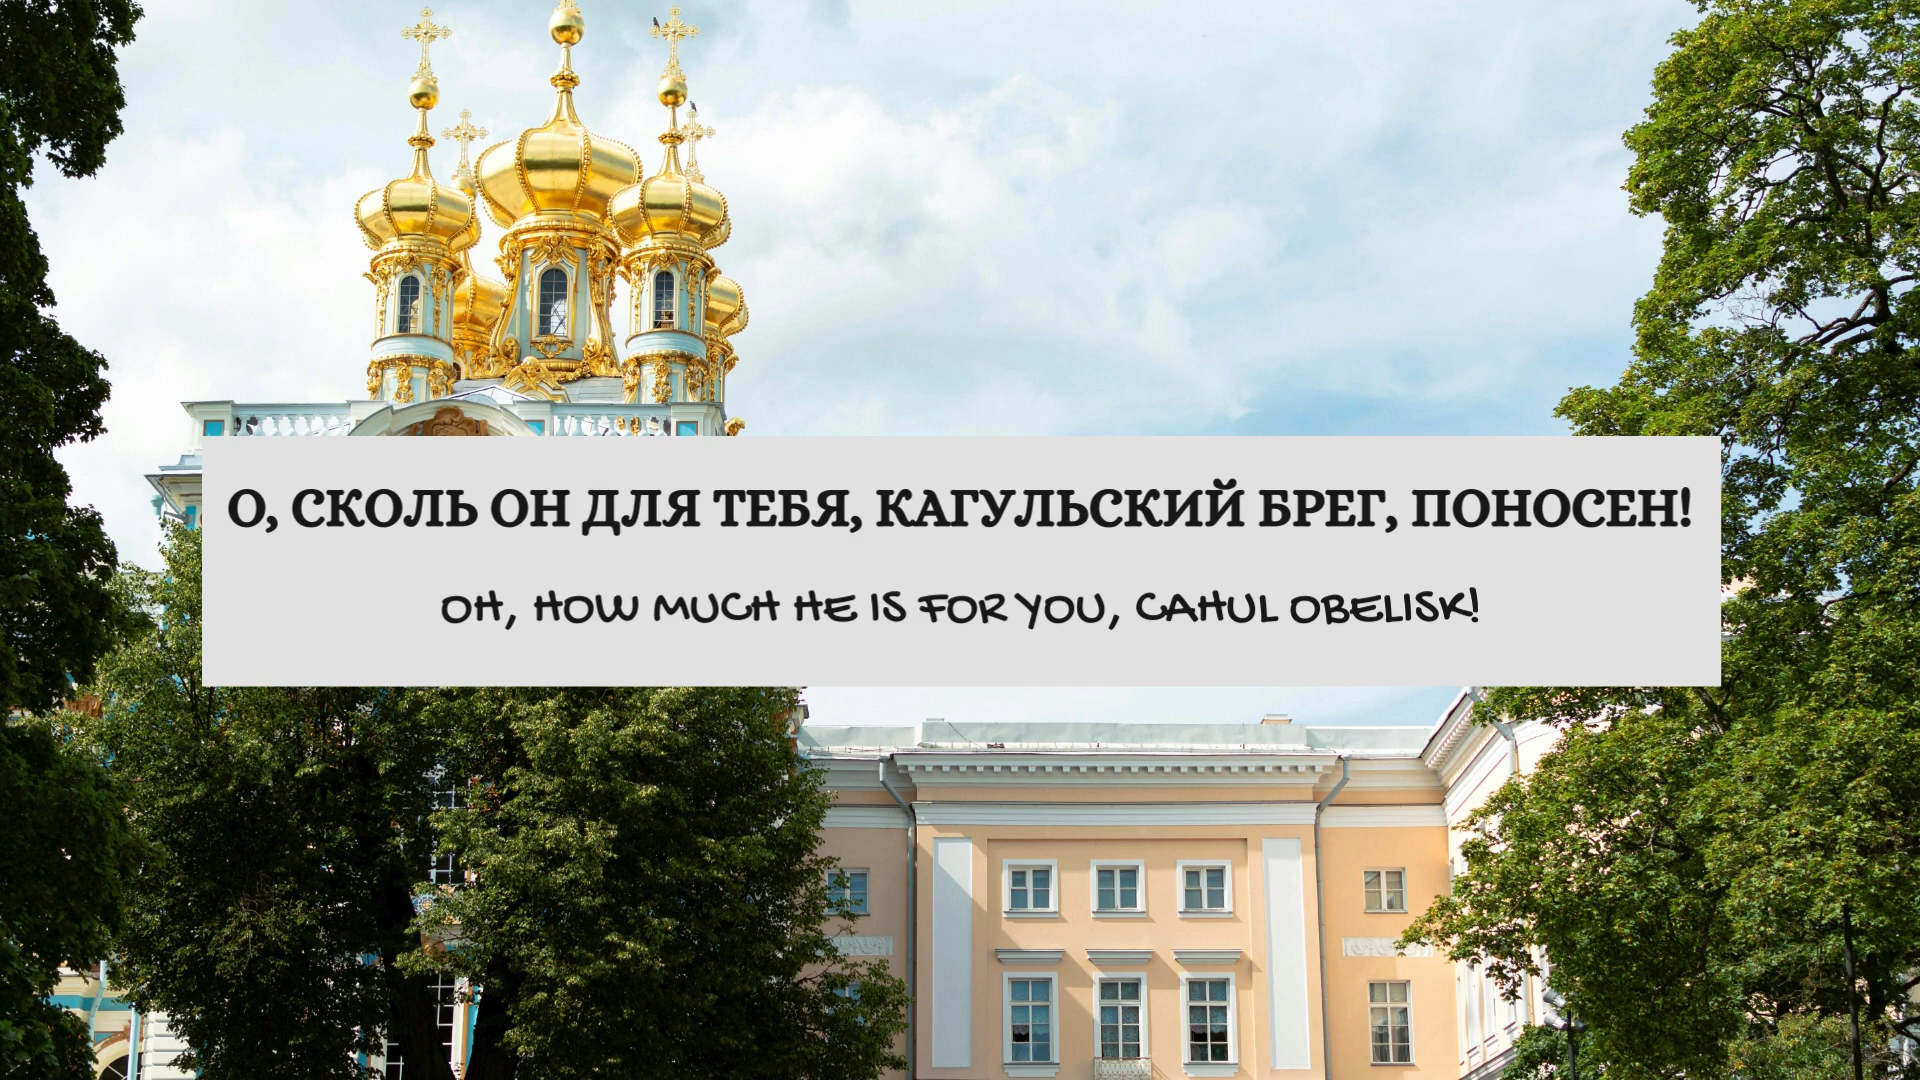 О, СКОЛЬ ОН ДЛЯ ТЕБЯ, КАГУЛЬСКИЙ БРЕГ, ПОНОСЕН!
OH, HOW MUCH HE IS FOR YOU, CAHUL OBELISK!